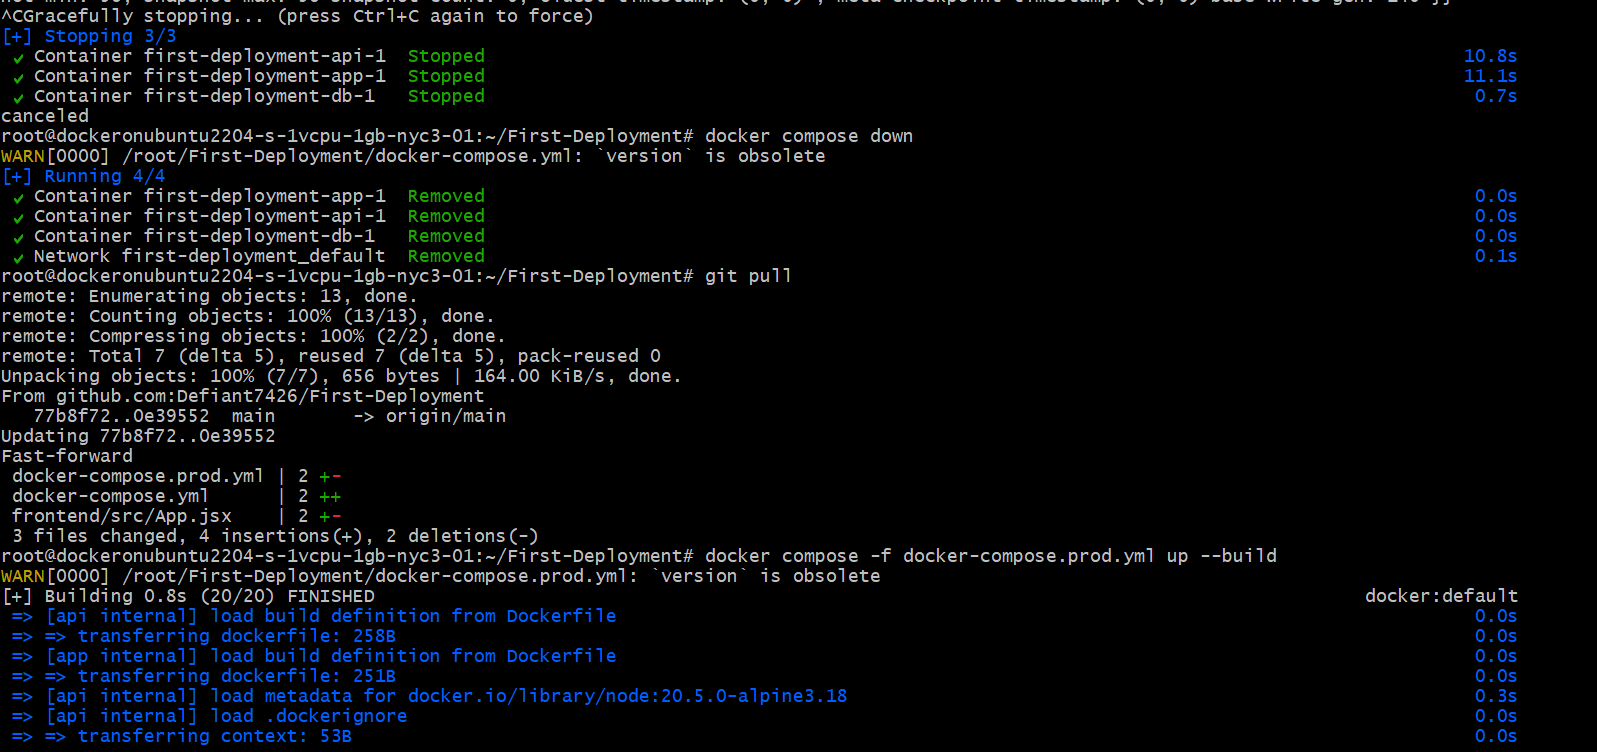 ^CGracefully stopping... (press Ctrl+C again to force)
[+] Stopping 3/3
✔ Container first-deployment-api-1  Stopped 10.8s
✔ Container first-deployment-app-1  Stopped 11.1s
✔ Container first-deployment-db-1   Stopped 0.7s
canceled
root@dockeronubuntu2204-s-1vcpu-1gb-nyc3-01:~/First-Deployment# docker compose down
WARN[0000] /root/First-Deployment/docker-compose.yml: `version` is obsolete
[+] Running 4/4
✔ Container first-deployment-app-1  Removed 0.0s
✔ Container first-deployment-api-1  Removed 0.0s
✔ Container first-deployment-db-1   Removed 0.0s
✔ Network first-deployment_default  Removed 0.1s
root@dockeronubuntu2204-s-1vcpu-1gb-nyc3-01:~/First-Deployment# git pull
remote: Enumerating objects: 13, done.
remote: Counting objects: 100% (13/13), done.
remote: Compressing objects: 100% (2/2), done.
remote: Total 7 (delta 5), reused 7 (delta 5), pack-reused 0
Unpacking objects: 100% (7/7), 656 bytes | 164.00 KiB/s, done.
From github.com:Defiant7426/First-Deployment
   77b8f72..0e39552  main       -> origin/main
Updating 77b8f72..0e39552
Fast-forward
 docker-compose.prod.yml | 2 +-
 docker-compose.yml      | 2 ++
 frontend/src/App.jsx    | 2 +-
 3 files changed, 4 insertions(+), 2 deletions(-)
root@dockeronubuntu2204-s-1vcpu-1gb-nyc3-01:~/First-Deployment# docker compose -f docker-compose.prod.yml up --build
WARN[0000] /root/First-Deployment/docker-compose.prod.yml: `version` is obsolete
[+] Building 0.8s (20/20) FINISHED docker:default
 => [api internal] load build definition from Dockerfile 0.0s
 => => transferring dockerfile: 258B 0.0s
 => [app internal] load build definition from Dockerfile 0.0s
 => => transferring dockerfile: 251B 0.0s
 => [api internal] load metadata for docker.io/library/node:20.5.0-alpine3.18 0.3s
 => [api internal] load .dockerignore 0.0s
 => => transferring context: 53B 0.0s